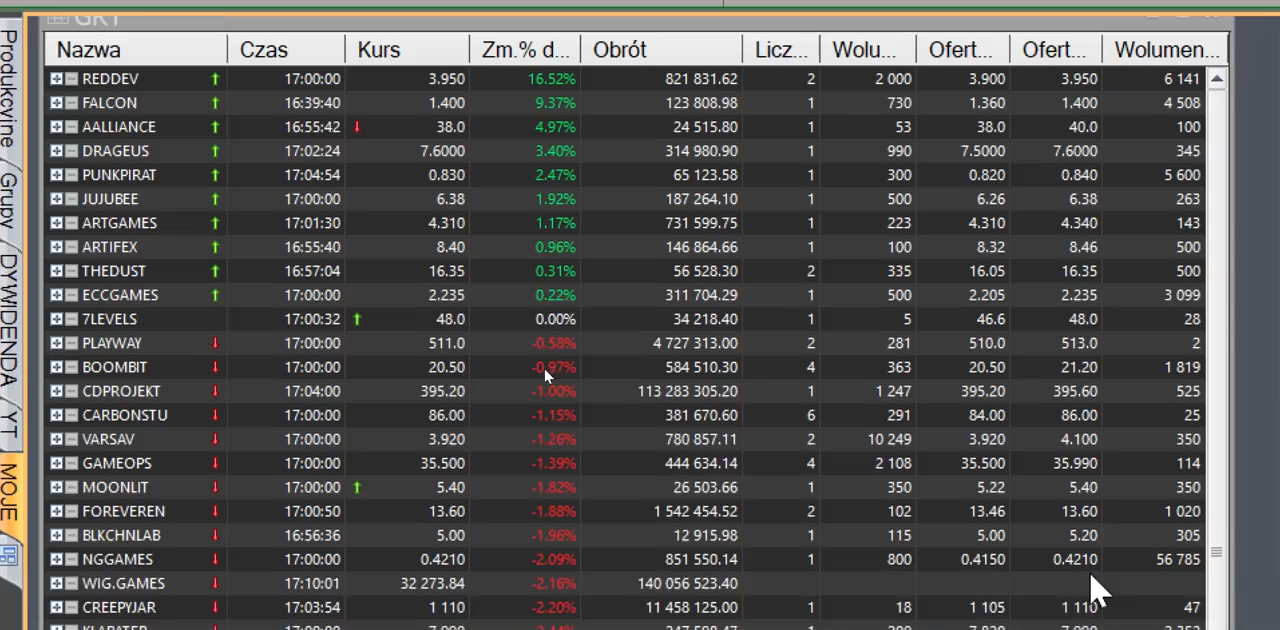 GRY
Produkcyjne
Grupy
DYWIDENDA
YT
MOJE
Nazwa Czas Kurs Zm.% d... Obrót Licz... Wolu... Ofert... Ofert... Wolumen...
REDDEV 17:00:00 3.950 16.52% 821 831.62 2 2 000 3.900 3.950 6 141
FALCON 16:39:40 1.400 9.37% 123 808.98 1 730 1.360 1.400 4 508
AALLIANCE 16:55:42 38.0 4.97% 24 515.80 1 53 38.0 40.0 100
DRAGEUS 17:02:24 7.6000 3.40% 314 980.90 1 990 7.5000 7.6000 345
PUNKPIRAT 17:04:54 0.830 2.47% 65 123.58 1 300 0.820 0.840 5 600
JUJUBEE 17:00:00 6.38 1.92% 187 264.10 1 500 6.26 6.38 263
ARTGAMES 17:01:30 4.310 1.17% 731 599.75 1 223 4.310 4.340 143
ARTIFEX 16:55:40 8.40 0.96% 146 864.66 1 100 8.32 8.46 500
THEDUST 16:57:04 16.35 0.31% 56 528.30 2 335 16.05 16.35 500
ECCGAMES 17:00:00 2.235 0.22% 311 704.29 1 500 2.205 2.235 3 099
7LEVELS 17:00:32 48.0 0.00% 34 218.40 1 5 46.6 48.0 28
PLAYWAY 17:00:00 511.0 -0.58% 4 727 313.00 2 281 510.0 513.0 2
BOOMBIT 17:00:00 20.50 -0.97% 584 510.30 4 363 20.50 21.20 1 819
CDPROJEKT 17:04:00 395.20 -1.00% 113 283 305.20 1 1 247 395.20 395.60 525
CARBONSTU 17:00:00 86.00 -1.15% 381 670.60 6 291 84.00 86.00 25
VARSAV 17:00:00 3.920 -1.26% 780 857.11 2 10 249 3.920 4.100 350
GAMEOPS 17:00:00 35.500 -1.39% 444 634.14 4 2 108 35.500 35.990 114
MOONLIT 17:00:00 5.40 -1.82% 26 503.66 1 350 5.22 5.40 350
FOREVEREN 17:00:50 13.60 -1.88% 1 542 454.52 2 102 13.46 13.60 1 020
BLKCHNLAB 16:56:36 5.00 -1.96% 12 915.98 1 115 5.00 5.20 305
NGGAMES 17:00:00 0.4210 -2.09% 851 550.14 1 800 0.4150 0.4210 56 785
WIG.GAMES 17:10:01 32 273.84 -2.16% 140 056 523.40
CREEPYJAR 17:03:54 1 110 -2.20% 11 458 125.00 1 18 1 105 1 110 47